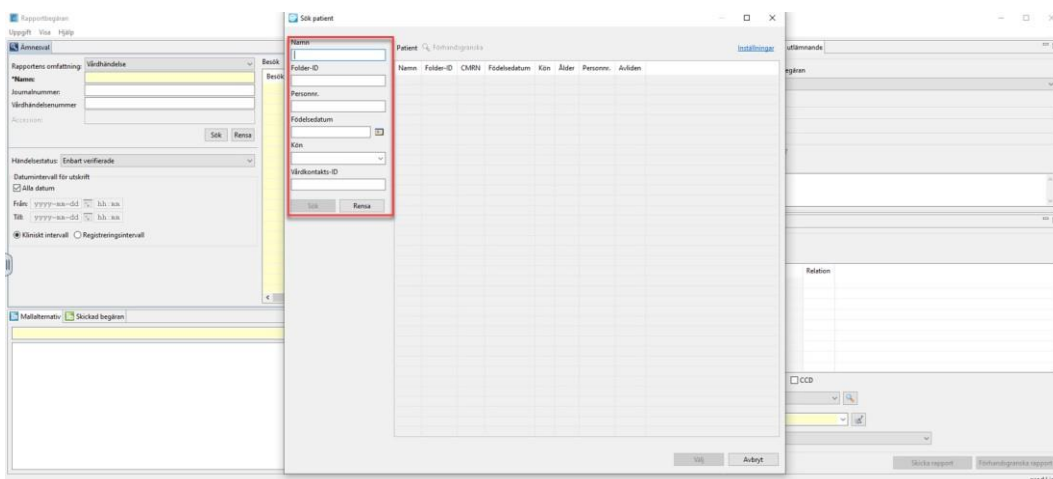 Rapportbegäran
Uppgift Visa Hjälp
Ämnesval
Rapportens omfattning: Vårdhändelse
*Namn:
Journalnummer:
Vårdhändelsenummer
Accession:
Sök Rensa
Händelsestatus: Enbart verifierade
Datumintervall för utskrift
Alla datum
Från: yyyy-mm-dd hh:mm
Till: yyyy-mm-dd hh:mm
Kliniskt intervall Registreringsintervall
Mallalternativ Skickad begäran
Besök
Besök
Sök patient
Namn
Folder-ID
Personnr.
Födelsedatum
Kön
Vårdkontakts-ID
Sök Rensa
Patient Förhandsgranska Inställningar
Namn Folder-ID CMRN Födelsedatum Kön Ålder Personnr. Avliden
Välj Avbryt
utlämnande
egäran
Relation
CCD
Skicka rapport Förhandsgranska rapport